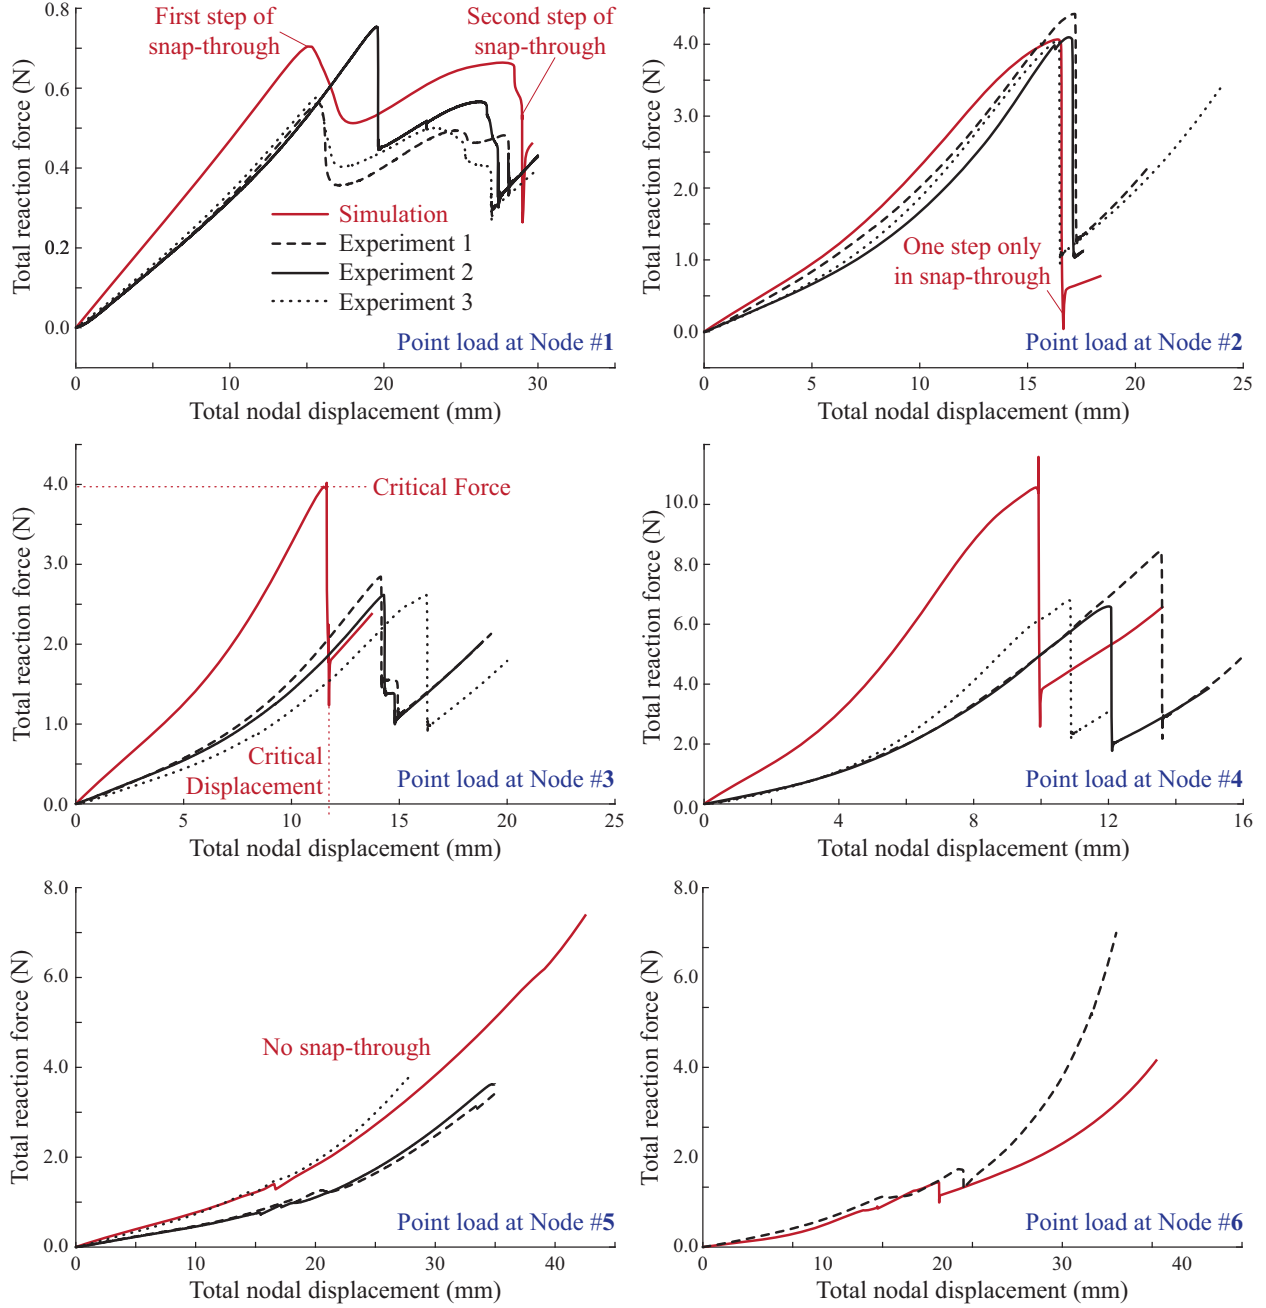 First step of
snap-through
Second step of
snap-through
0.8
0.6
0.4
0.2
0.0
Total reaction force (N)
Simulation
Experiment 1
Experiment 2
Experiment 3
Point load at Node #1
0 10 20 30
Total nodal displacement (mm)
4.0
3.0
2.0
1.0
0.0
Total reaction force (N)
One step only
in snap-through
Point load at Node #2
0 5 10 15 20 25
Total nodal displacement (mm)
4.0
3.0
2.0
1.0
0.0
Total reaction force (N)
Critical Force
Critical
Displacement
Point load at Node #3
0 5 10 15 20 25
Total nodal displacement (mm)
10.0
8.0
6.0
4.0
2.0
0.0
Total reaction force (N)
Point load at Node #4
0 4 8 12 16
Total nodal displacement (mm)
8.0
6.0
4.0
2.0
0.0
Total reaction force (N)
No snap-through
Point load at Node #5
0 10 20 30 40
Total nodal displacement (mm)
8.0
6.0
4.0
2.0
0.0
Total reaction force (N)
Point load at Node #6
0 10 20 30 40
Total nodal displacement (mm)